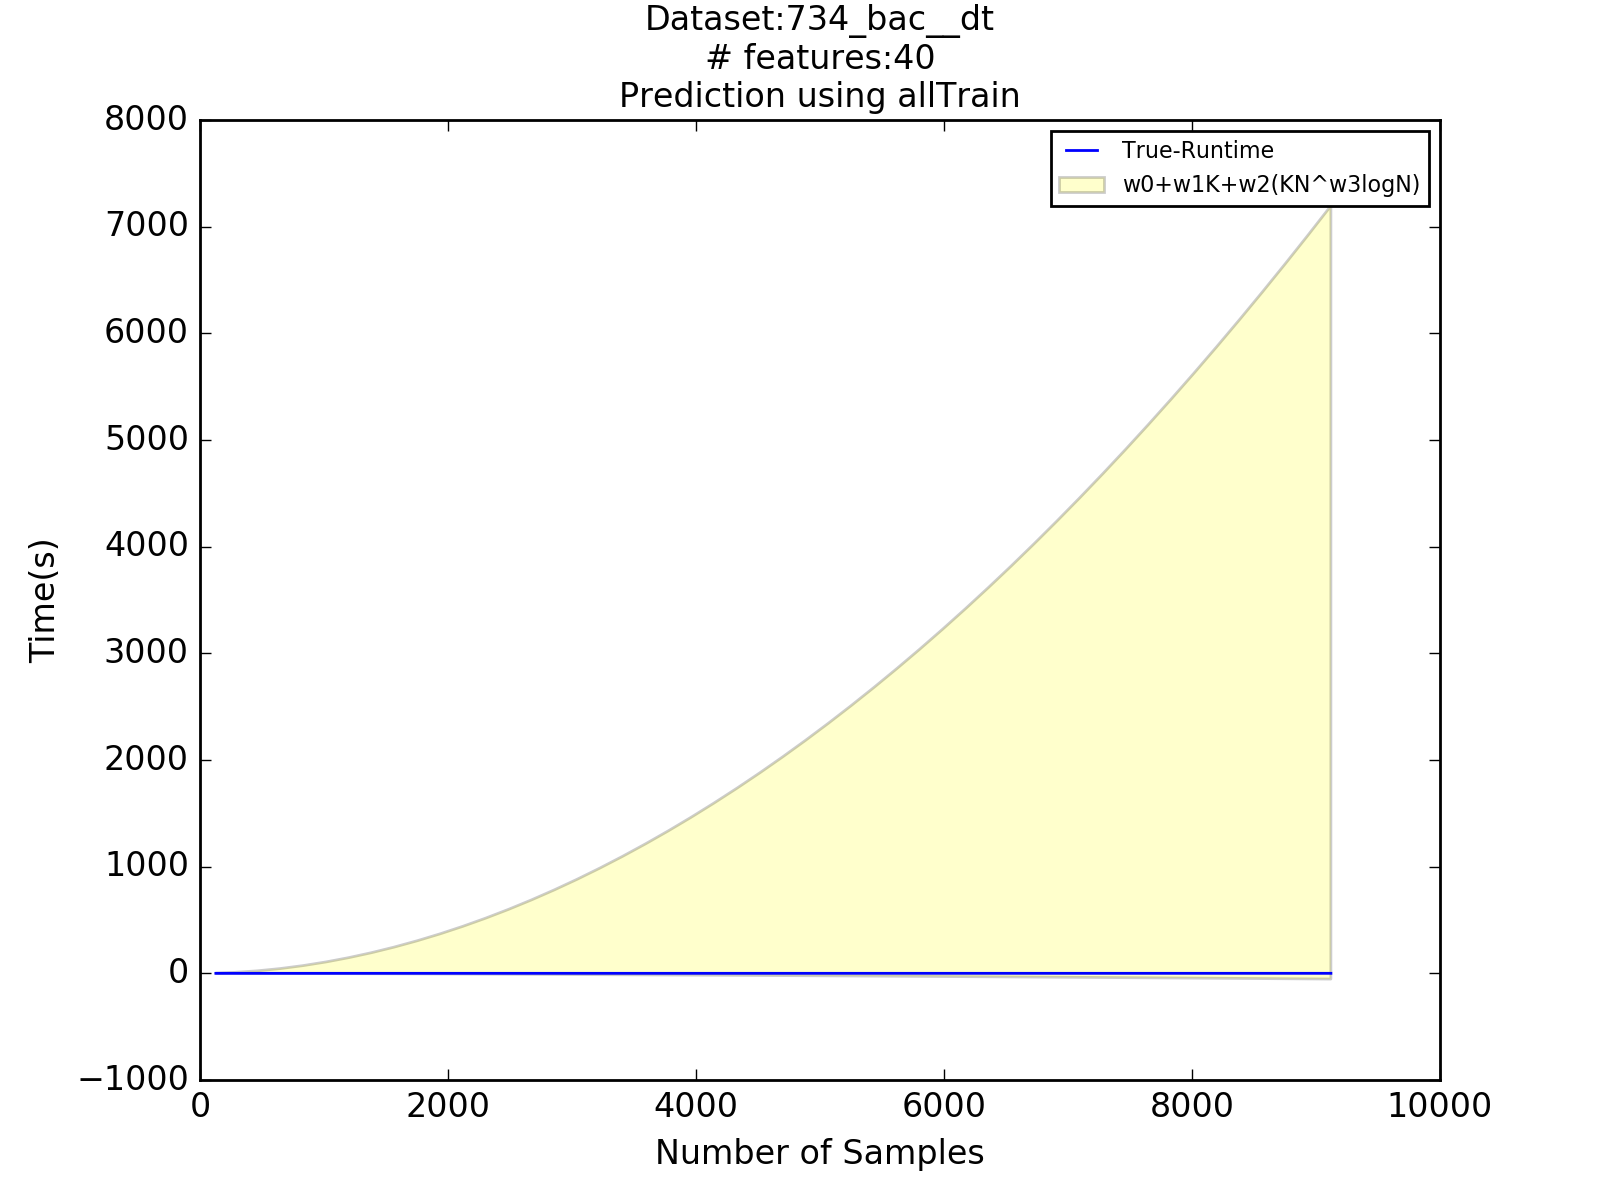 Dataset:734_bac__dt
# features:40
Prediction using allTrain
8000
7000
6000
5000
4000
3000
2000
1000
0
−1000
Time(s)
True-Runtime
w0+w1K+w2(KN^w3logN)
0 2000 4000 6000 8000 10000
Number of Samples